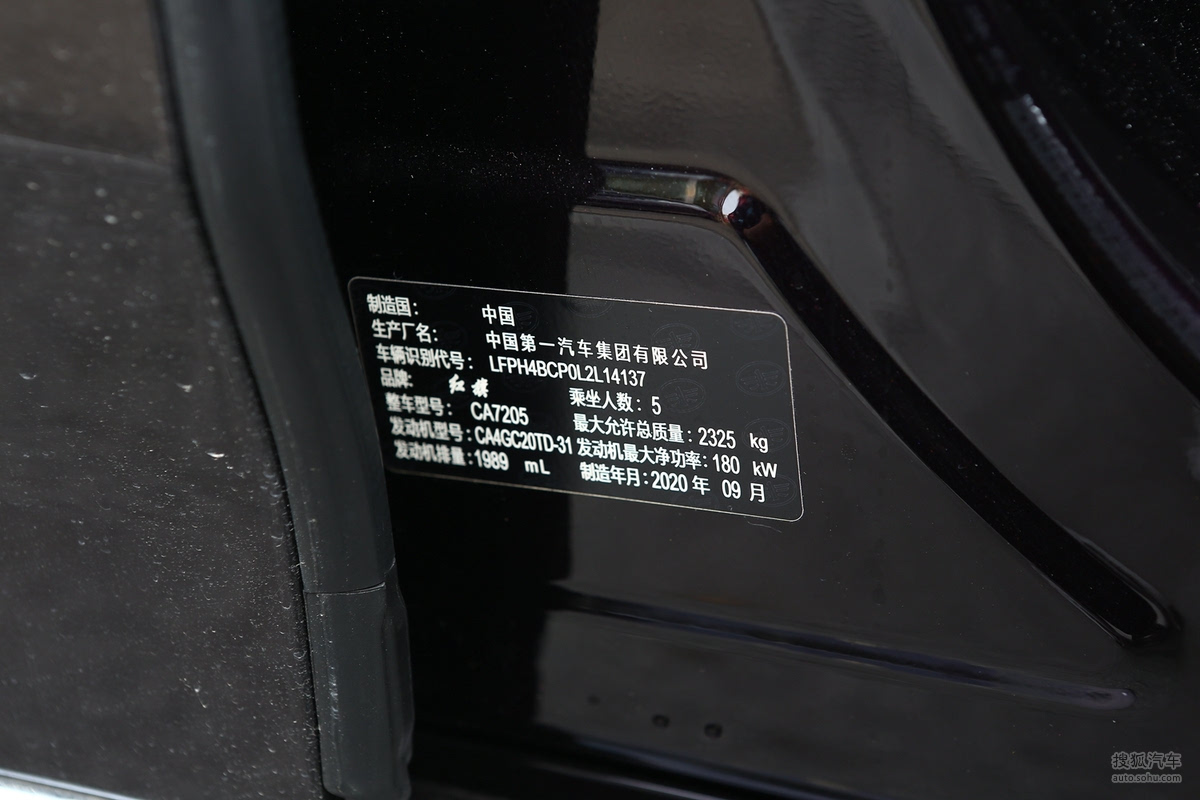 制造国： 中国
生产厂名： 中国第一汽车集团有限公司
车辆识别代号： LFPH4BCP0L2L14137
品牌： 红旗 乘坐人数： 5
整车型号： CA7205 最大允许总质量：2325 kg
发动机型号：CA4GC20TD-31 发动机最大净功率：180 kW
发动机排量：1989 mL 制造年月：2020 年 09 月
搜狐汽车
auto.sohu.com